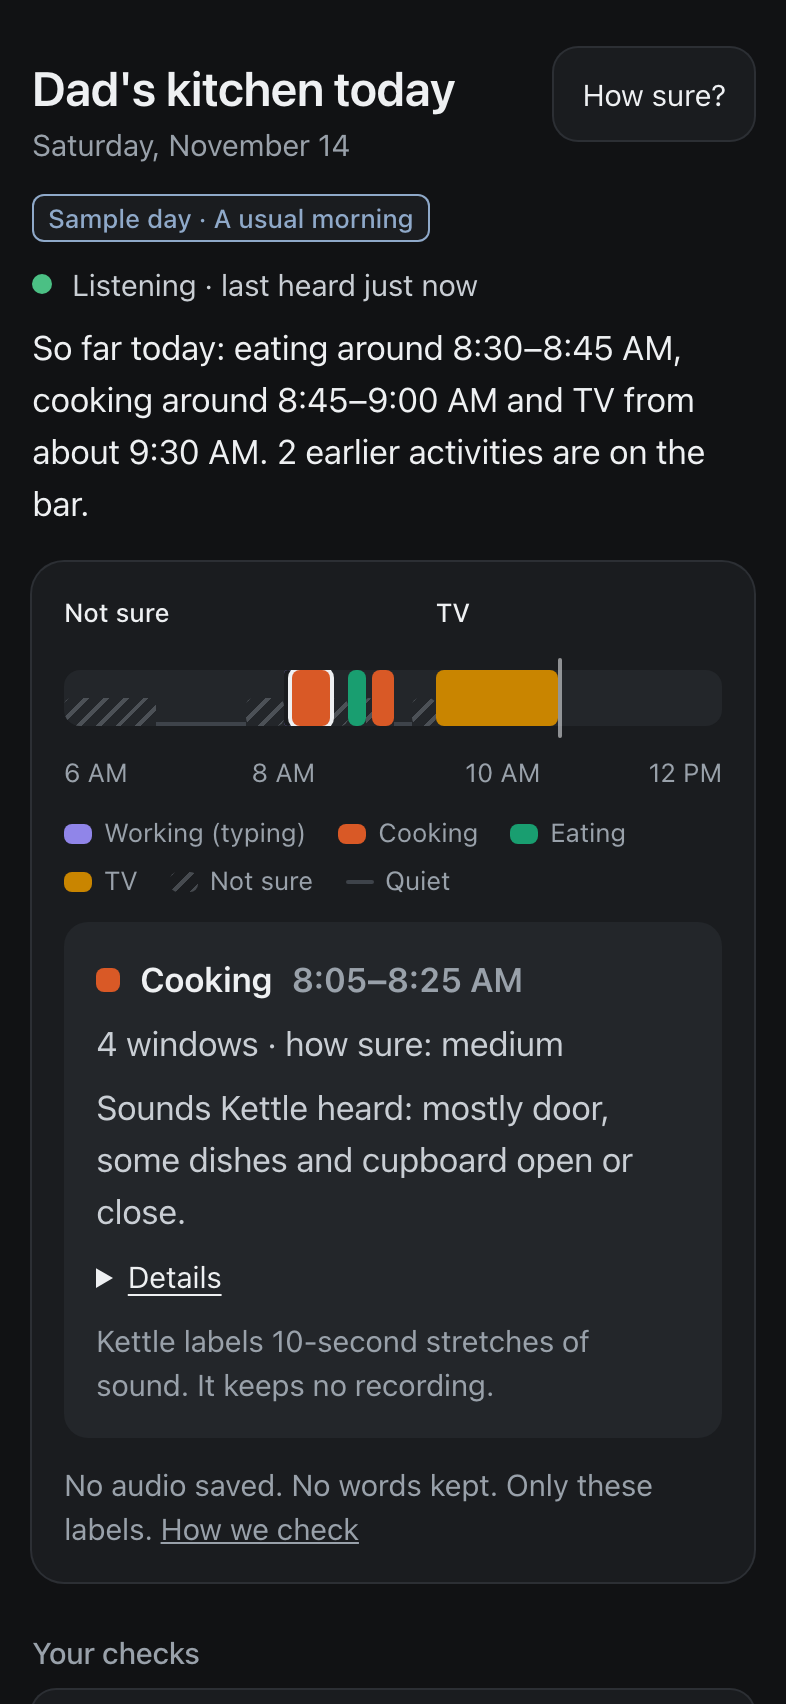 Dad's kitchen today
How sure?
Saturday, November 14
Sample day · A usual morning
Listening · last heard just now
So far today: eating around 8:30–8:45 AM,
cooking around 8:45–9:00 AM and TV from
about 9:30 AM. 2 earlier activities are on the
bar.
Not sure
TV
6 AM
8 AM
10 AM
12 PM
Working (typing)
Cooking
Eating
TV
Not sure
Quiet
Cooking 8:05–8:25 AM
4 windows · how sure: medium
Sounds Kettle heard: mostly door,
some dishes and cupboard open or
close.
Details
Kettle labels 10-second stretches of
sound. It keeps no recording.
No audio saved. No words kept. Only these
labels. How we check
Your checks